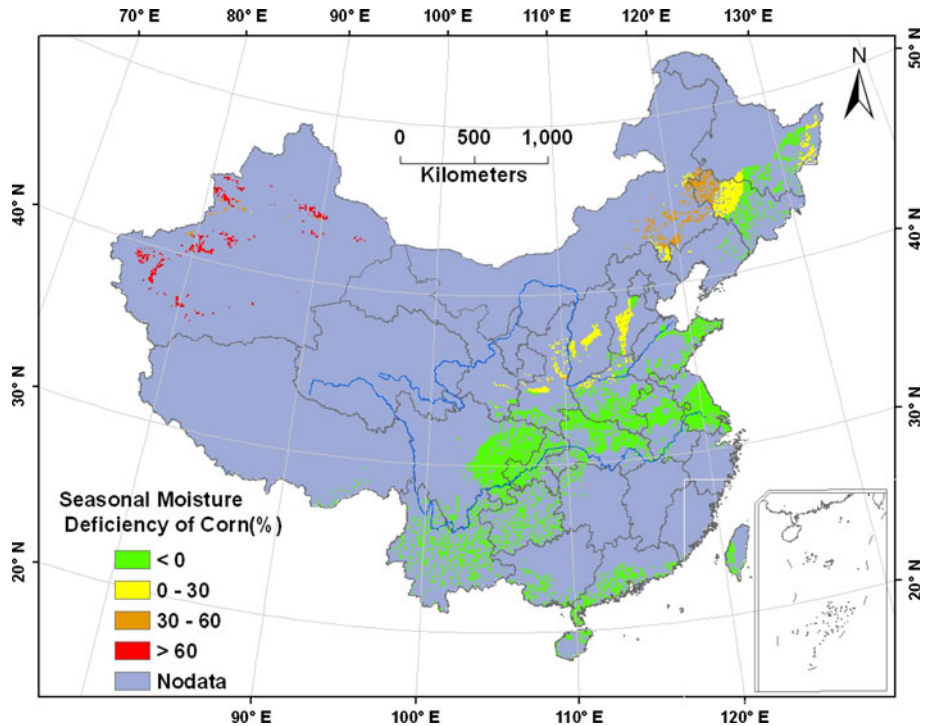 70° E 80° E 90° E 100° E 110° E 120° E 130° E
50° N
N
0 500 1,000
Kilometers
40° N
40° N
30° N
30° N
Seasonal Moisture
Deficiency of Corn(%)
20° N
< 0
20° N
0 - 30
30 - 60
> 60
Nodata
90° E 100° E 110° E 120° E